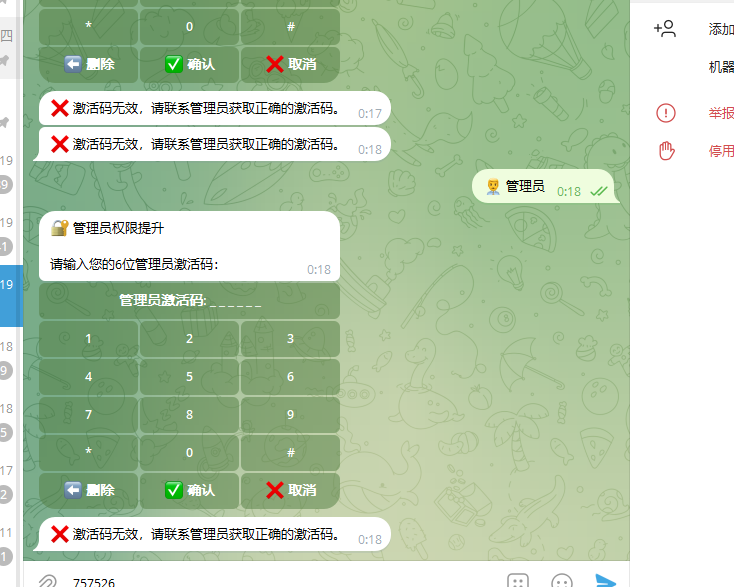 四
* 0 #
⬅️ 删除 ✅ 确认 ❌ 取消
❌ 激活码无效，请联系管理员获取正确的激活码。 0:17
❌ 激活码无效，请联系管理员获取正确的激活码。 0:18
👨‍💼 管理员 0:18
🔐 管理员权限提升
请输入您的6位管理员激活码：
0:18
管理员激活码: _ _ _ _ _ _
1 2 3
4 5 6
7 8 9
* 0 #
⬅️ 删除 ✅ 确认 ❌ 取消
❌ 激活码无效，请联系管理员获取正确的激活码。 0:18
757526
19
9
19
1
19
18
9
18
5
17
2
11
1
添加
机器
举报
停用